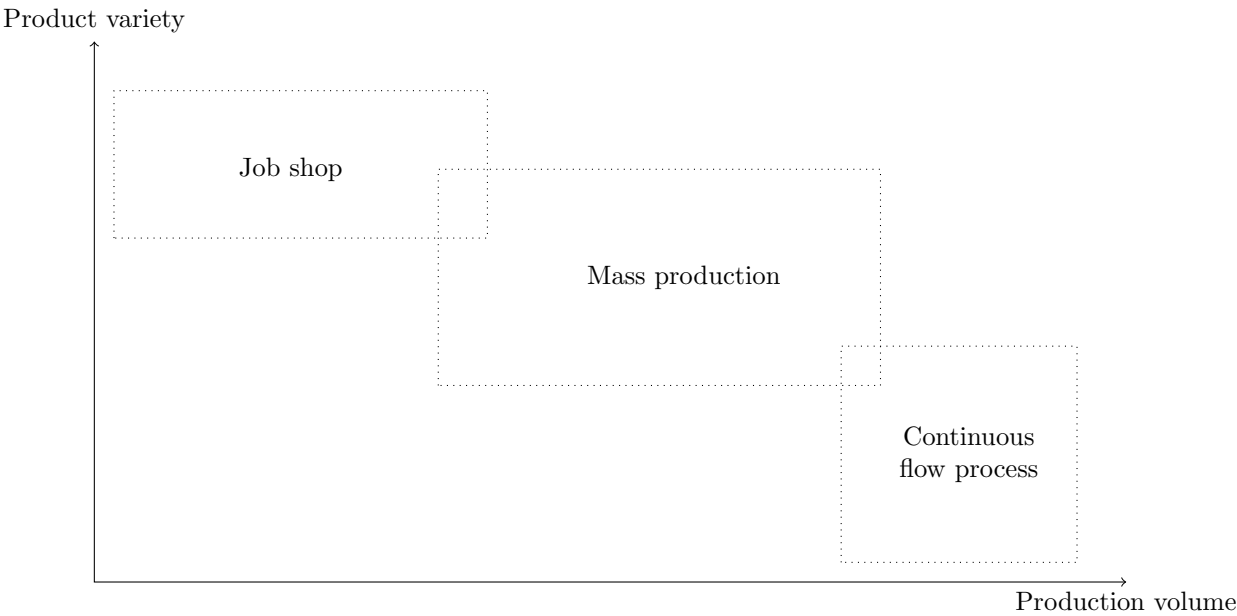 Product variety
Job shop
Mass production
Continuous
flow process
Production volume